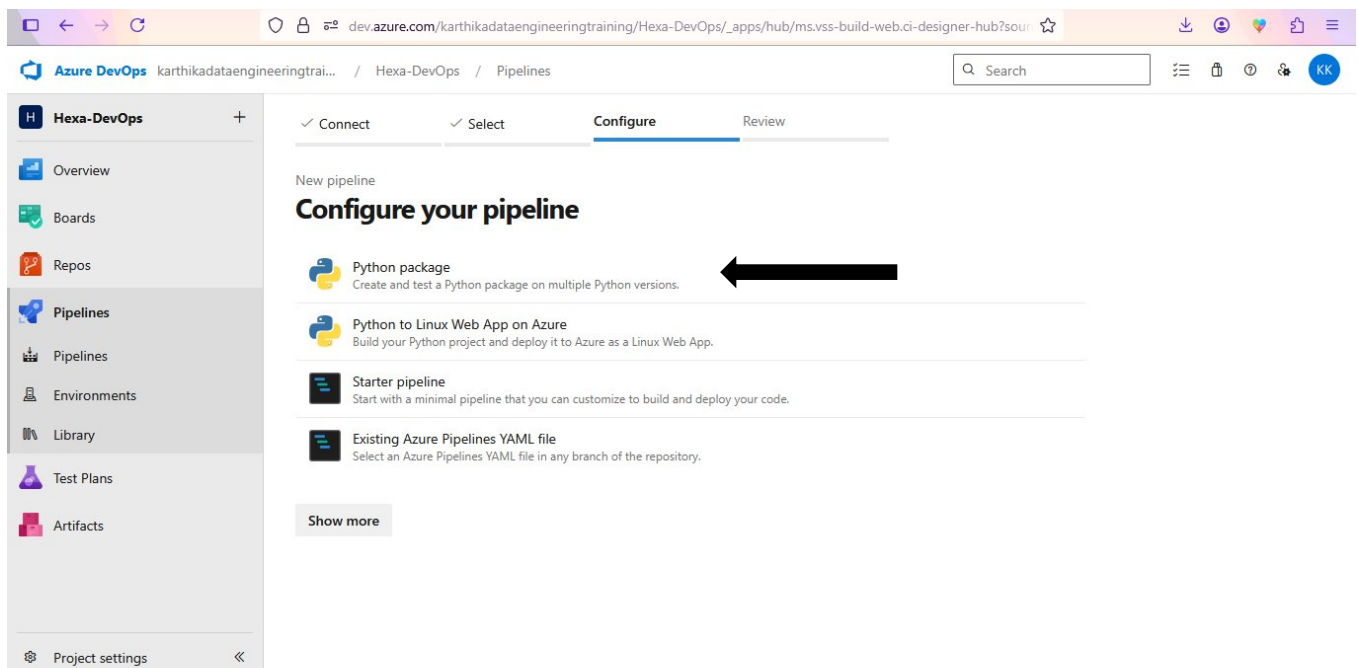 dev.azure.com/karthikadataengineeringtraining/Hexa-DevOps/_apps/hub/ms.vss-build-web.ci-designer-hub?sour
Azure DevOps karthikadataengineeringtrai... / Hexa-DevOps / Pipelines
Search
KK
H Hexa-DevOps +
Overview
Boards
Repos
Pipelines
Pipelines
Environments
Library
Test Plans
Artifacts
Project settings
Connect
Select
Configure
Review
New pipeline
Configure your pipeline
Python package
Create and test a Python package on multiple Python versions.
Python to Linux Web App on Azure
Build your Python project and deploy it to Azure as a Linux Web App.
Starter pipeline
Start with a minimal pipeline that you can customize to build and deploy your code.
Existing Azure Pipelines YAML file
Select an Azure Pipelines YAML file in any branch of the repository.
Show more